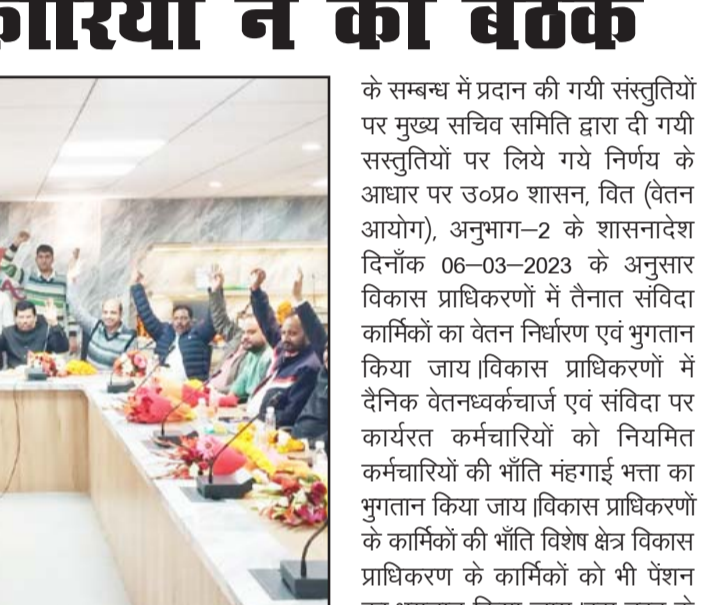 ने की बैठक
के सम्बन्ध में प्रदान की गयी संस्तुतियों
पर मुख्य सचिव समिति द्वारा दी गयी
सस्तुतियों पर लिये गये निर्णय के
आधार पर उ०प्र० शासन, वित (वेतन
आयोग), अनुभाग–2 के शासनादेश
दिनाँक 06–03–2023 के अनुसार
विकास प्राधिकरणों में तैनात संविदा
कार्मिकों का वेतन निर्धारण एवं भुगतान
किया जाय।विकास प्राधिकरणों में
दैनिक वेतनध्वर्कचार्ज एवं संविदा पर
कार्यरत कर्मचारियों को नियमित
कर्मचारियों की भाँति मंहगाई भत्ता का
भुगतान किया जाय।विकास प्राधिकरणों
के कार्मिकों की भाँति विशेष क्षेत्र विकास
प्राधिकरण के कार्मिकों को भी पेंशन